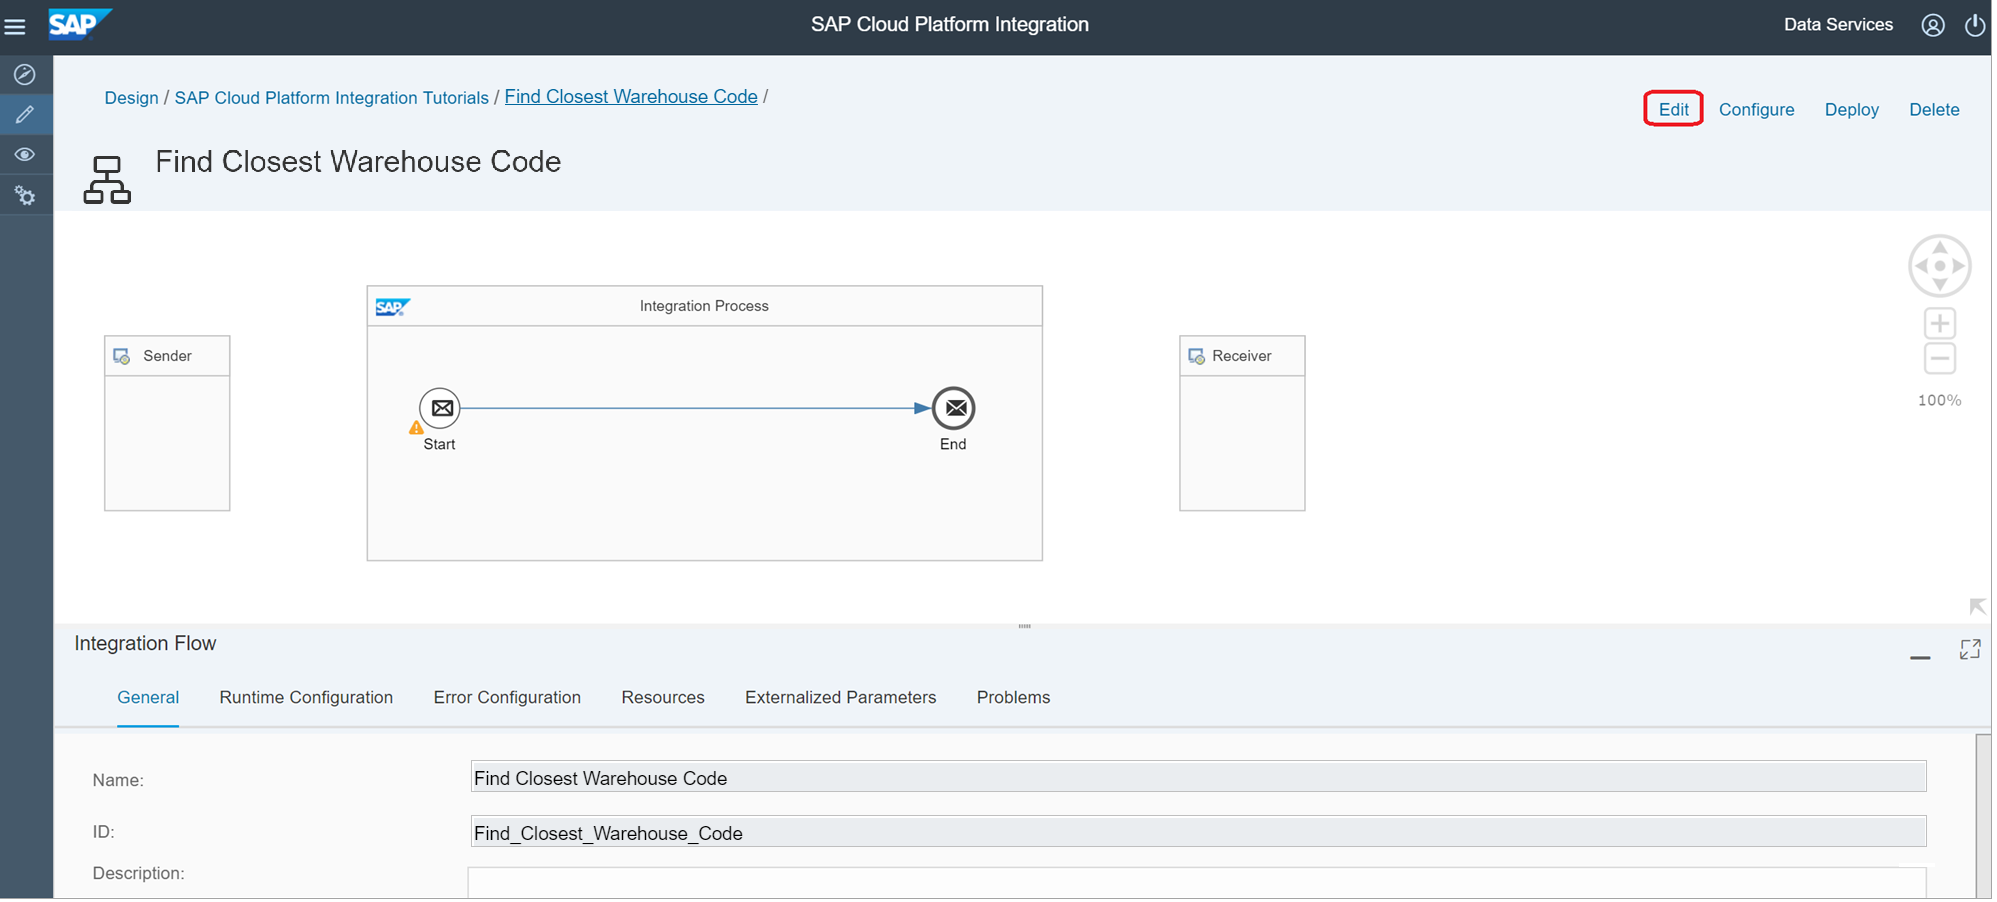 SAP
SAP Cloud Platform Integration
Data Services
Design / SAP Cloud Platform Integration Tutorials / Find Closest Warehouse Code /
Edit Configure Deploy Delete
Find Closest Warehouse Code
SAP Integration Process
Sender
Receiver
Start
End
100%
Integration Flow
General Runtime Configuration Error Configuration Resources Externalized Parameters Problems
Name: Find Closest Warehouse Code
ID: Find_Closest_Warehouse_Code
Description: